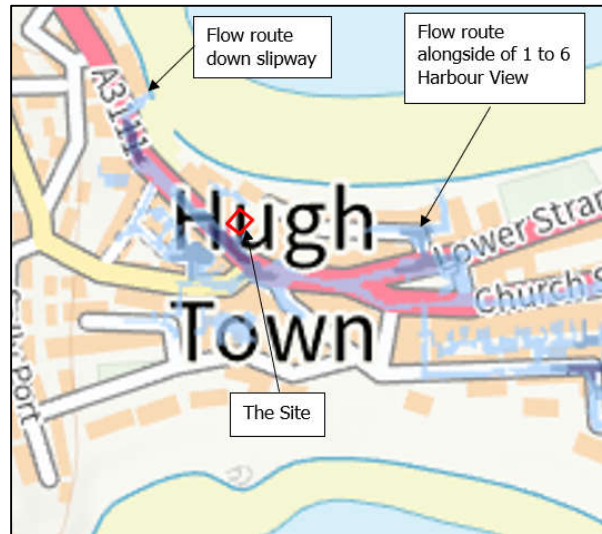 Flow route
down slipway
Flow route
alongside of 1 to 6
Harbour View
A3111
Hugh
Town
Lower Stran
Church S
Port
The Site